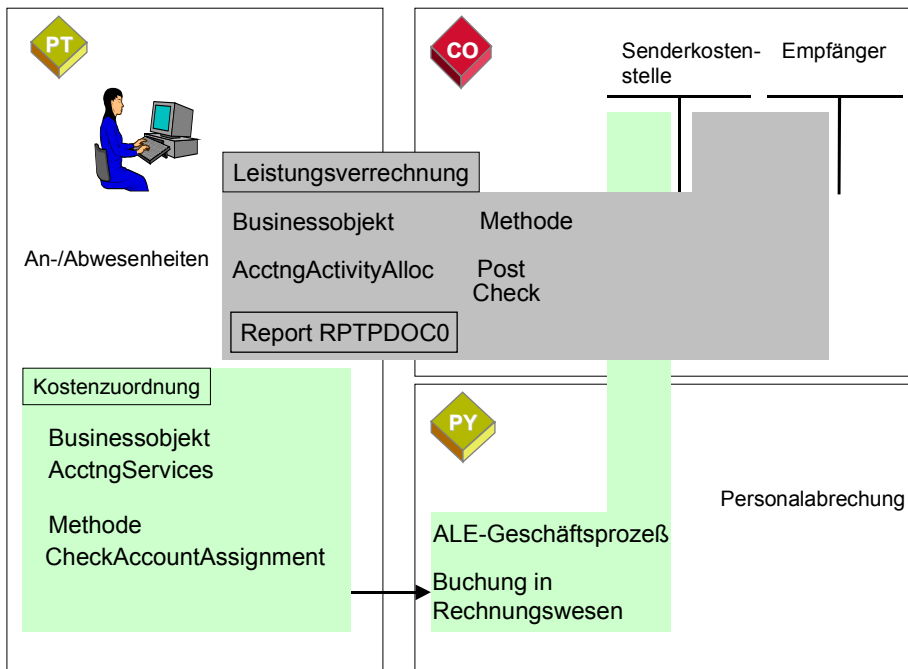 PT
CO
Senderkosten-
stelle
Empfänger
Leistungsverrechnung
Businessobjekt
Methode
An-/Abwesenheiten
AcctngActivityAlloc
Post
Check
Report RPTPDOC0
Kostenzuordnung
Businessobjekt
AcctngServices
Methode
CheckAccountAssignment
PY
Personalabrechung
ALE-Geschäftsprozeß
Buchung in
Rechnungswesen